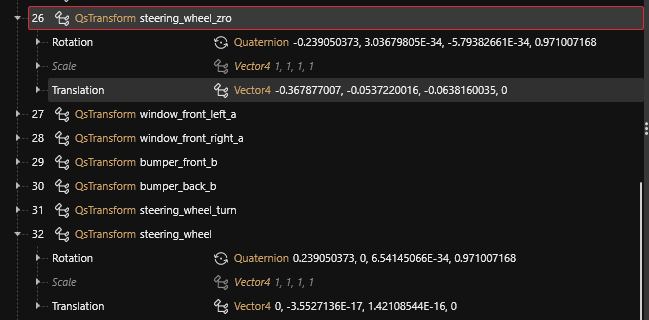 26 QsTransform steering_wheel_zro
Rotation Quaternion -0.239050373, 3.03679805E-34, -5.79382661E-34, 0.971007168
Scale Vector4 1, 1, 1, 1
Translation Vector4 -0.367877007, -0.0537220016, -0.0638160035, 0
27 QsTransform window_front_left_a
28 QsTransform window_front_right_a
29 QsTransform bumper_front_b
30 QsTransform bumper_back_b
31 QsTransform steering_wheel_turn
32 QsTransform steering_wheel
Rotation Quaternion 0.239050373, 0, 6.54145066E-34, 0.971007168
Scale Vector4 1, 1, 1, 1
Translation Vector4 0, -3.5527136E-17, 1.42108544E-16, 0